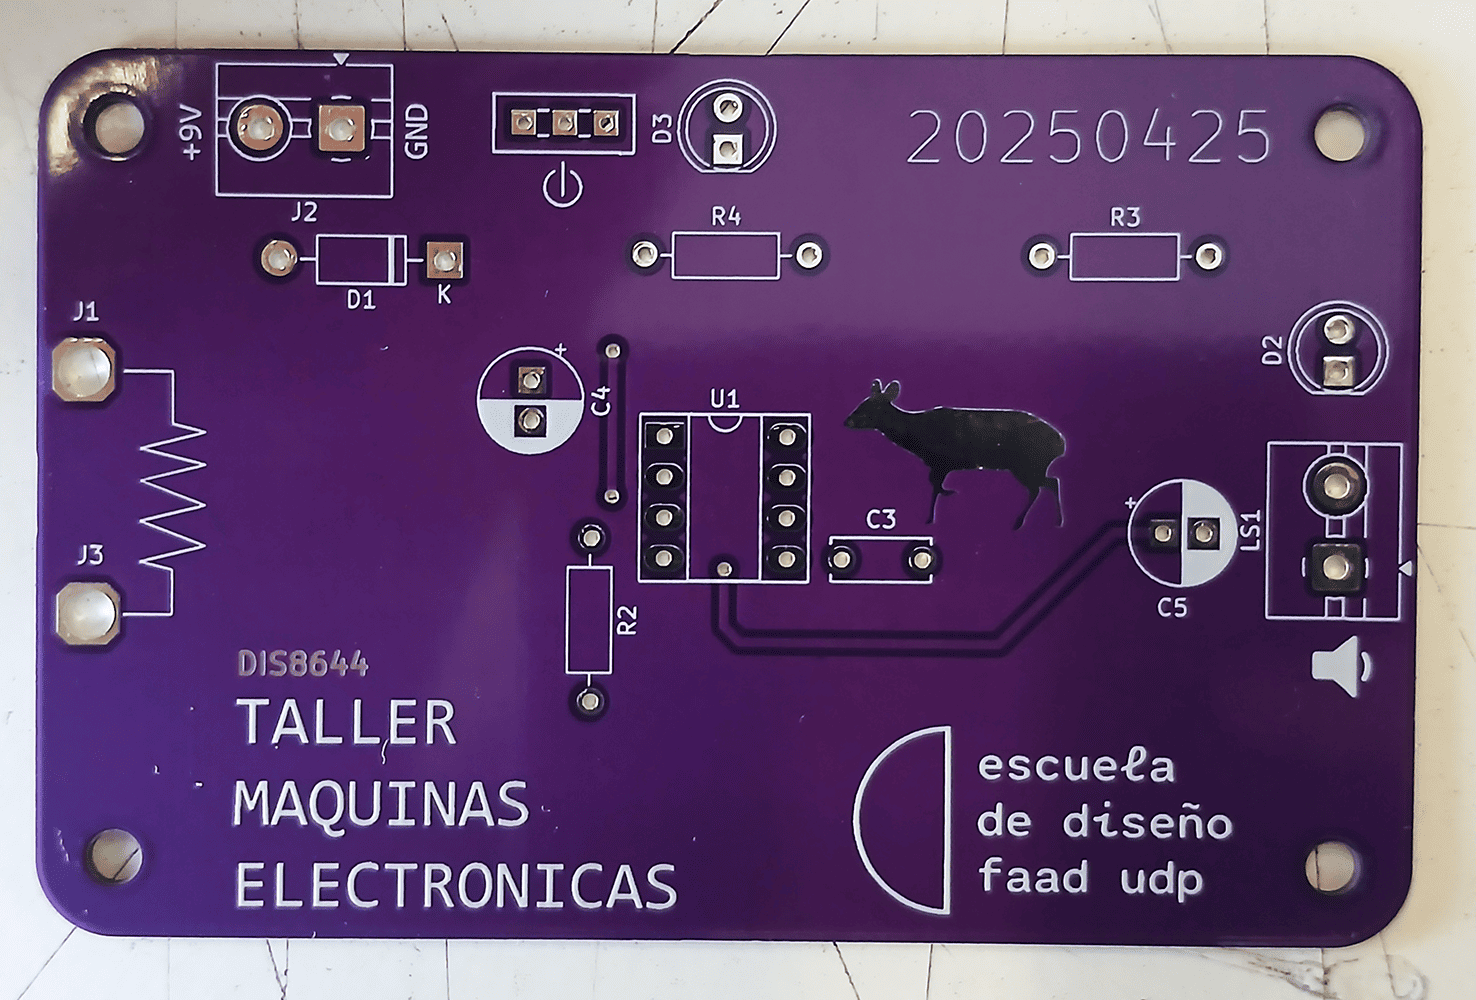 +9V
GND
J2
D3
20250425
D1
K
R4
R3
J1
D2
+
C4
U1
J3
R2
C3
+
C5
LS1
DIS8644
TALLER
MAQUINAS
ELECTRONICAS
escuela
de diseño
faad udp